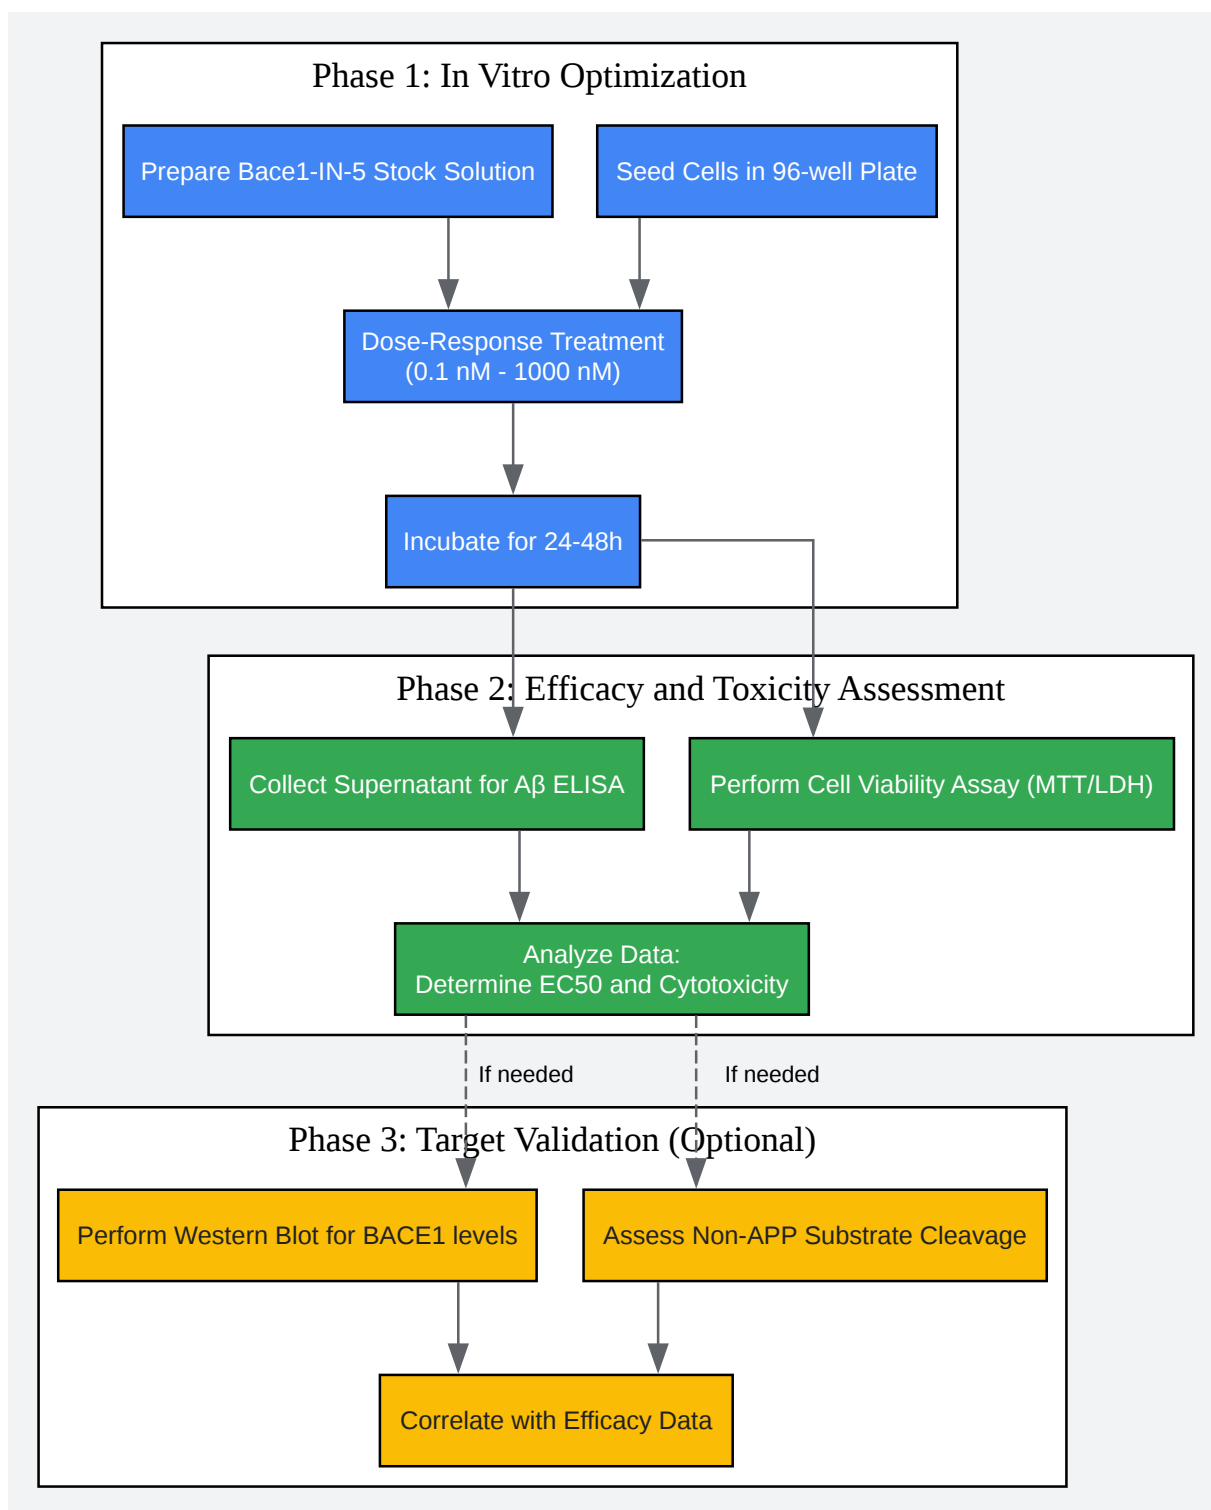 Phase 1: In Vitro Optimization
Prepare Bace1-IN-5 Stock Solution
Seed Cells in 96-well Plate
Dose-Response Treatment
(0.1 nM - 1000 nM)
Incubate for 24-48h
Phase 2: Efficacy and Toxicity Assessment
Collect Supernatant for Aβ ELISA
Perform Cell Viability Assay (MTT/LDH)
Analyze Data:
Determine EC50 and Cytotoxicity
If needed
If needed
Phase 3: Target Validation (Optional)
Perform Western Blot for BACE1 levels
Assess Non-APP Substrate Cleavage
Correlate with Efficacy Data